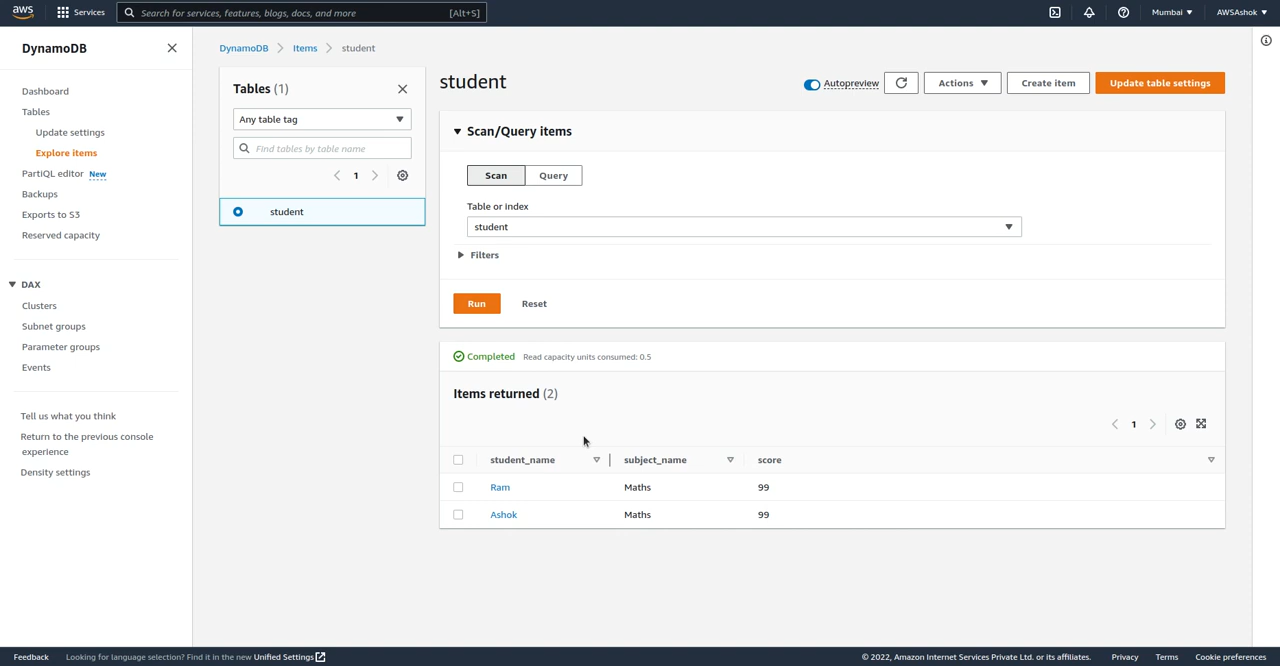 aws
Services
Search for services, features, blogs, docs, and more
[Alt+S]
Mumbai
AWSAshok
DynamoDB
Dashboard
Tables
Update settings
Explore items
PartiQL editor New
Backups
Exports to S3
Reserved capacity
DAX
Clusters
Subnet groups
Parameter groups
Events
Tell us what you think
Return to the previous console
experience
Density settings
DynamoDB
Items
student
Tables (1)
Any table tag
Find tables by table name
1
student
student
Autopreview
Actions
Create item
Update table settings
Scan/Query items
Scan
Query
Table or index
student
Filters
Run
Reset
Completed
Read capacity units consumed: 0.5
Items returned (2)
1
student_name subject_name score
Ram Maths 99
Ashok Maths 99
Feedback
Looking for language selection? Find it in the new Unified Settings
© 2022, Amazon Internet Services Private Ltd. or its affiliates.
Privacy
Terms
Cookie preferences